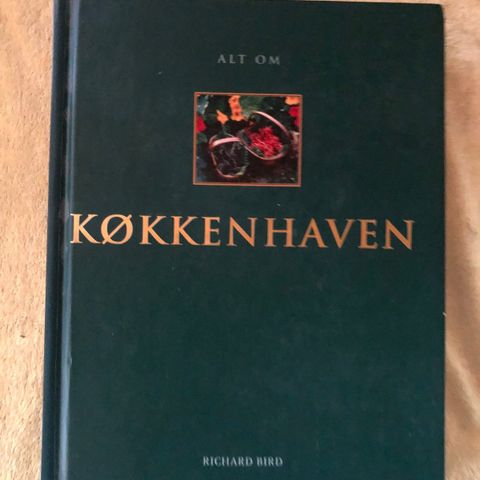 ALT OM
KØKKENHAVEN
RICHARD BIRD